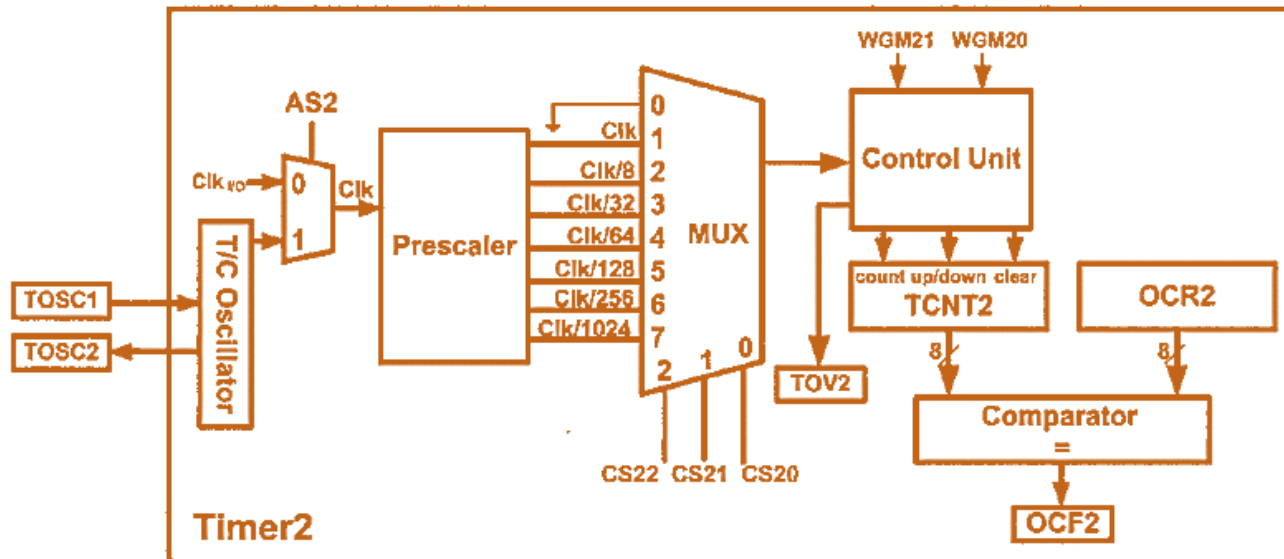 WGM21 WGM20
AS2
0
Clk
1
Control Unit
Clk I/O
0
Clk
Clk/8
2
Clk/32
3
MUX
1
Prescaler
Clk/64
4
T/C Oscillator
Clk/128
5
count up/down clear
TCNT2
OCR2
TOSC1
Clk/256
6
Clk/1024
7
TOSC2
8
8
2 1 0
TOV2
Comparator
=
CS22 CS21 CS20
Timer2
OCF2